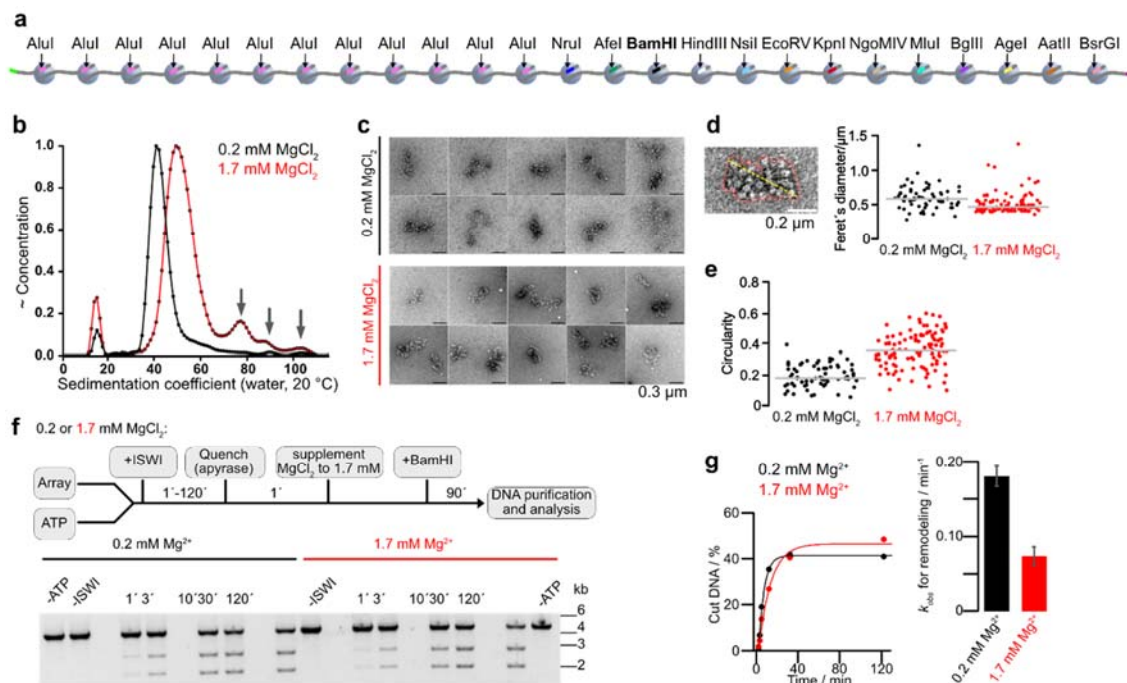 a
AluI AluI AluI AluI AluI AluI AluI AluI AluI AluI AluI AluI NruI AfeI BamHI HindIII NsiI EcoRV KpnI NgoMIV MluI BglII AgeI AatII BsrGI
b
0.2 mM MgCl₂
1.7 mM MgCl₂
~ Concentration
1.0
0.8
0.6
0.4
0.2
0.0
0 20 40 60 80 100
Sedimentation coefficient (water, 20 °C)
c
0.2 mM MgCl₂
1.7 mM MgCl₂
0.3 µm
d
0.2 µm
Feret´s diameter/µm
1.5
1.0
0.5
0
0.2 mM MgCl₂ 1.7 mM MgCl₂
e
Circularity
0.8
0.6
0.4
0.2
0
0.2 mM MgCl₂ 1.7 mM MgCl₂
f
0.2 or 1.7 mM MgCl₂:
Array
ATP
+ISWI
1´-120´
Quench
(apyrase)
1´
supplement
MgCl₂ to 1.7 mM
+BamHI
90´
DNA purification
and analysis
0.2 mM Mg²⁺ 1.7 mM Mg²⁺
-ATP -ISWI 1´ 3´ 10´30´ 120´ -ISWI 1´ 3´ 10´30´ 120´ -ATP
kb
6
4
3
2
g
0.2 mM Mg²⁺
1.7 mM Mg²⁺
Cut DNA / %
60
40
20
0
0 40 80 120
Time / min
k obs for remodeling / min⁻¹
0.20
0.10
0
0.2 mM Mg²⁺
1.7 mM Mg²⁺